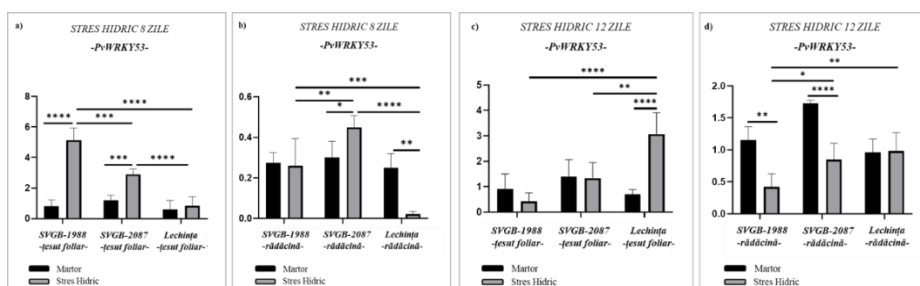 a)
STRES HIDRIC 8 ZILE
-PvWRKY53-
****
****
***
***
****
8
6
4
2
0
SVGB-1988
-țesut foliar-
SVGB-2087
-țesut foliar-
Lechința
-țesut foliar-
Martor
Stres Hidric
b)
STRES HIDRIC 8 ZILE
-PvWRKY53-
***
**
*
****
**
0.6
0.4
0.2
0.0
SVGB-1988
-rădăcină-
SVGB-2087
-rădăcină-
Lechința
-rădăcină-
Martor
Stres Hidric
c)
STRES HIDRIC 12 ZILE
-PvWRKY53-
****
**
****
5
4
3
2
1
0
SVGB-1988
-țesut foliar-
SVGB-2087
-țesut foliar-
Lechința
-țesut foliar-
Martor
Stres Hidric
d)
STRES HIDRIC 12 ZILE
-PvWRKY53-
**
*
****
**
2.0
1.5
1.0
0.5
0.0
SVGB-1988
-rădăcină-
SVGB-2087
-rădăcină-
Lechința
-rădăcină-
Martor
Stres Hidric